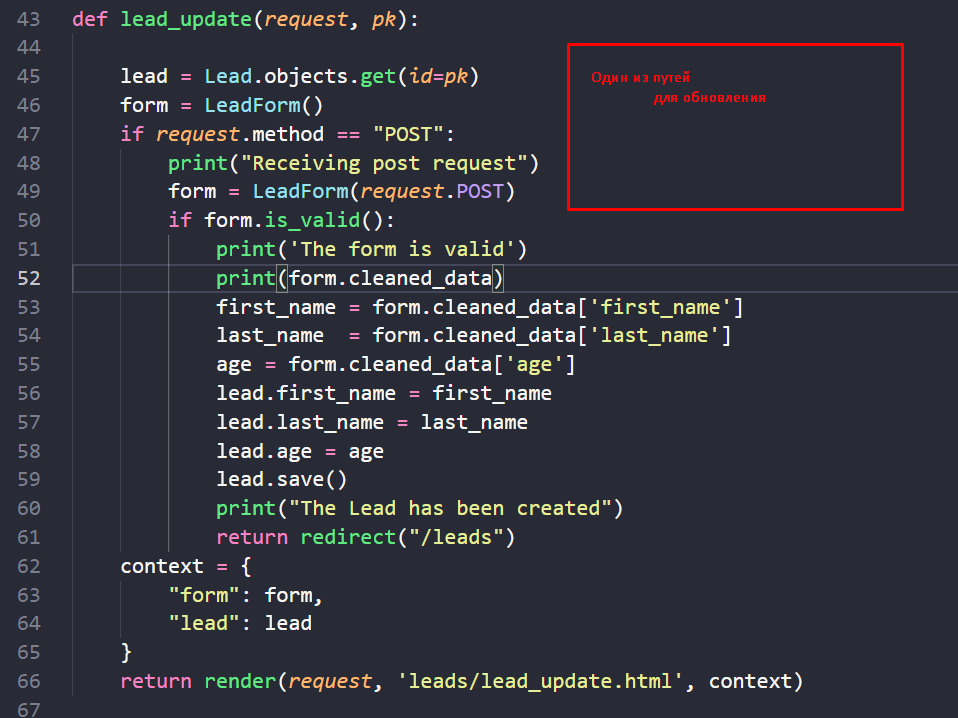 43 def lead_update(request, pk):
44
45     lead = Lead.objects.get(id=pk)
46     form = LeadForm()
47     if request.method == "POST":
48         print("Receiving post request")
49         form = LeadForm(request.POST)
50         if form.is_valid():
51             print('The form is valid')
52             print(form.cleaned_data)
53             first_name = form.cleaned_data['first_name']
54             last_name  = form.cleaned_data['last_name']
55             age = form.cleaned_data['age']
56             lead.first_name = first_name
57             lead.last_name = last_name
58             lead.age = age
59             lead.save()
60             print("The Lead has been created")
61             return redirect("/leads")
62     context = {
63         "form": form,
64         "lead": lead
65     }
66     return render(request, 'leads/lead_update.html', context)
67
Один из путей
для обновления